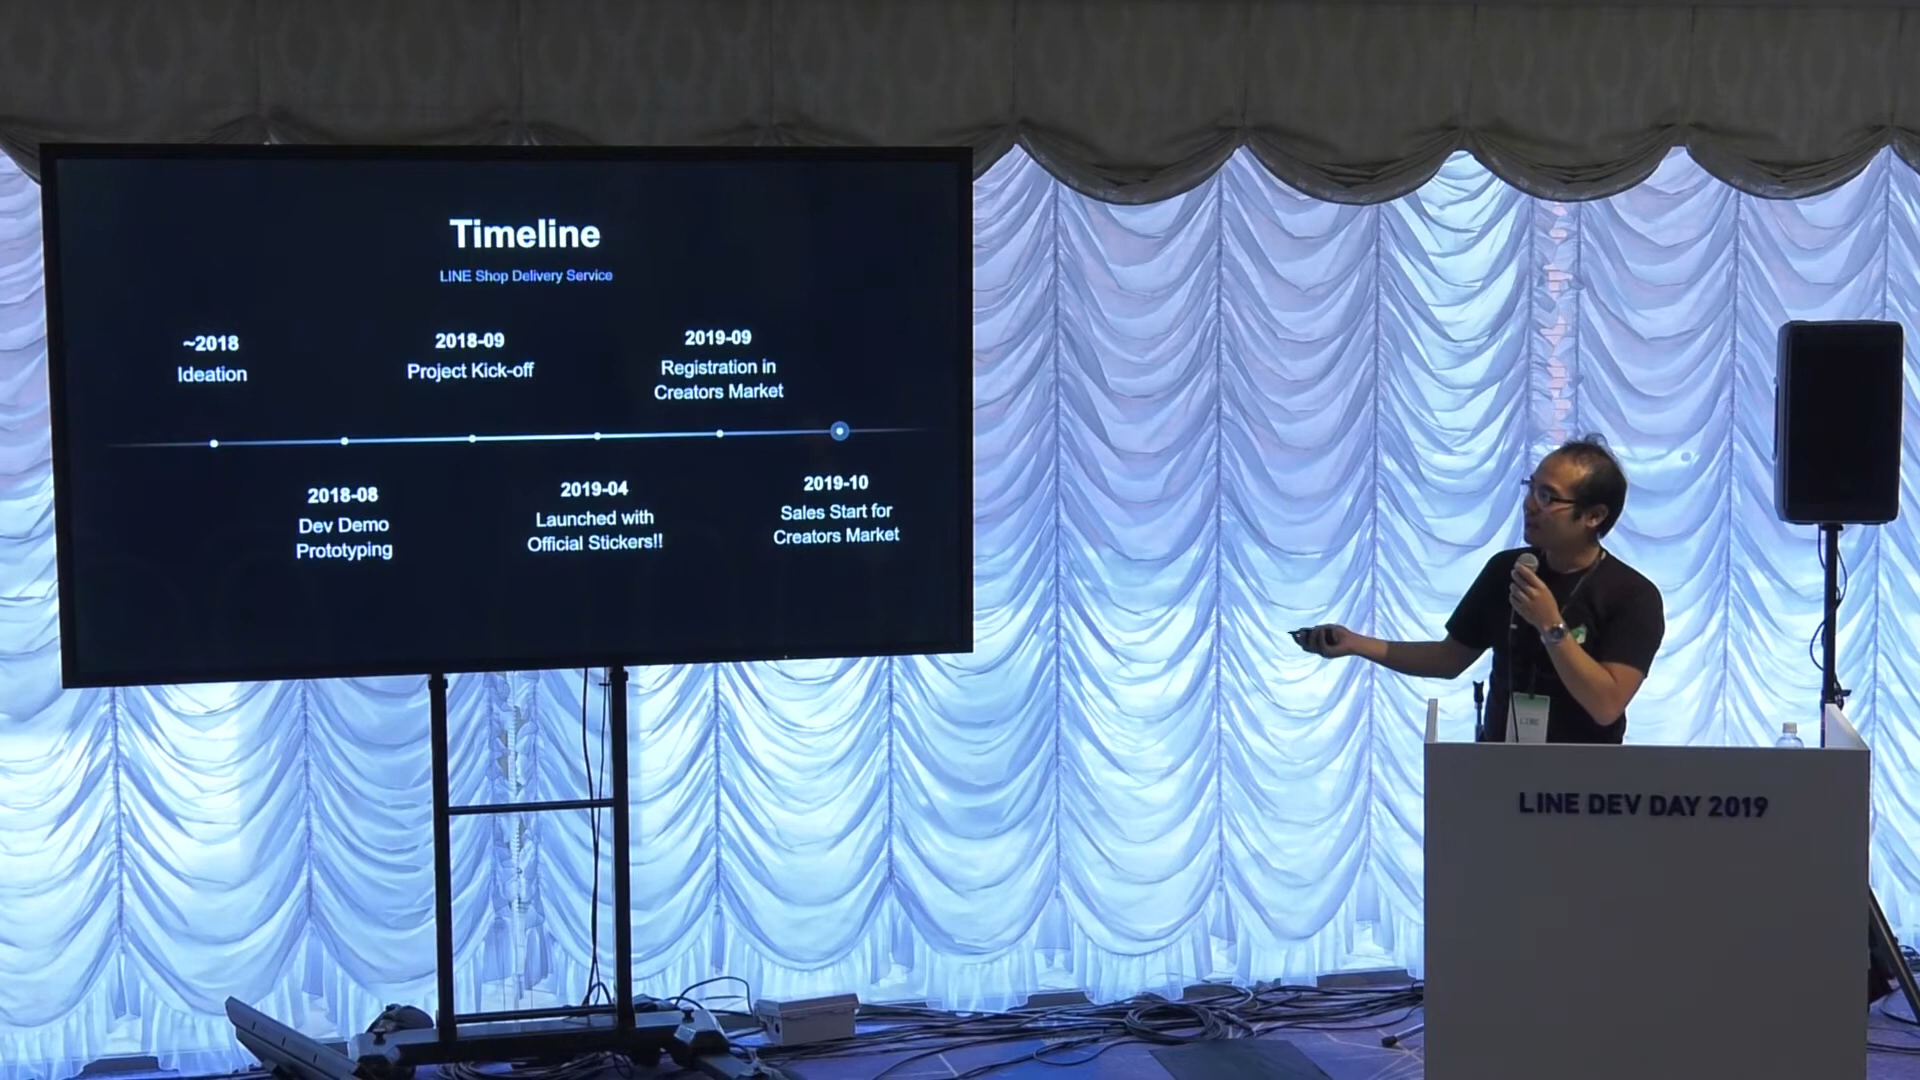 Timeline
LINE Shop Delivery Service
~2018
Ideation
2018-09
Project Kick-off
2019-09
Registration in
Creators Market
2018-08
Dev Demo
Prototyping
2019-04
Launched with
Official Stickers!!
2019-10
Sales Start for
Creators Market
LINE
LINE DEV DAY 2019